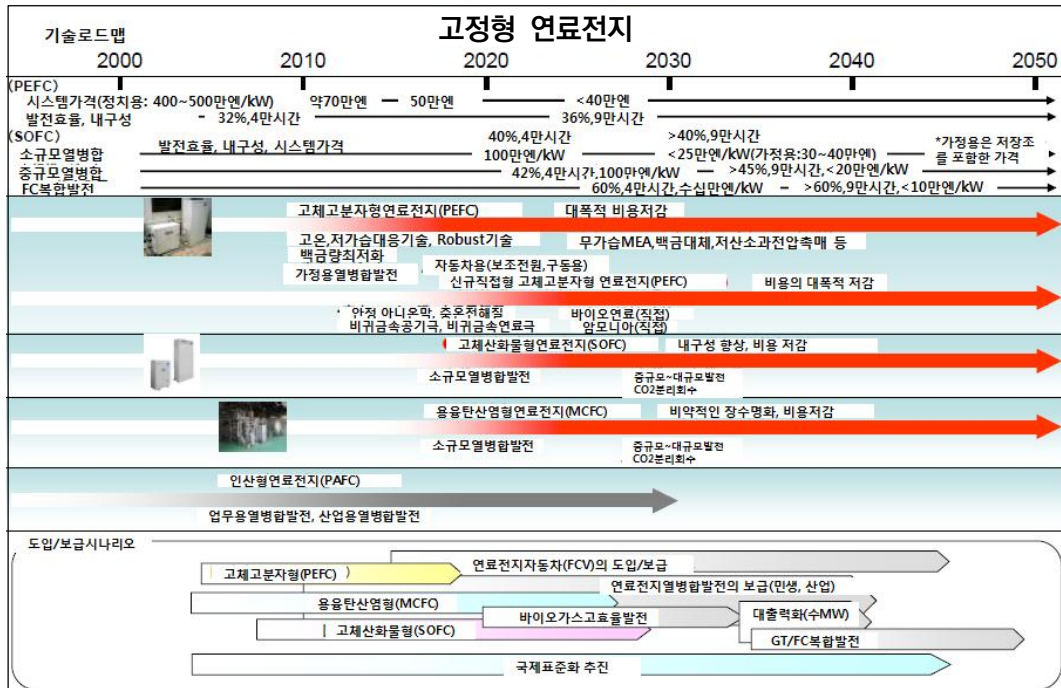 고정형 연료전지
기술로드맵
2000 2010 2020 2030 2040 2050
(PEFC)
시스템가격(정치용: 400~500만엔/kW) 약70만엔 50만엔 <40만엔
발전효율, 내구성 32%,4만시간 36%,9만시간
(SOFC)
40%,4만시간 >40%,9만시간
소규모열병합 발전효율, 내구성, 시스템가격 100만엔/kW <25만엔/kW(가정용:30~40만엔) *가정용은 저장조
를 포함한 가격
중규모열병합 42%,4만시간,100만엔/kW >45%,9만시간,<20만엔/kW
FC복합발전 60%,4만시간,수십만엔/kW >60%,9만시간,<10만엔/kW
고체고분자형연료전지(PEFC) 대폭적 비용저감
고온,저가습대응기술, Robust기술 무가습MEA,백금대체,저산소과전압촉매 등
백금량최저화
가정용열병합발전 자동차용(보조전원,구동용)
신규직접형 고체고분자형 연료전지(PEFC) 비용의 대폭적 저감
안정 아니온막, 중온전해질 바이오연료(직접)
비귀금속공기극, 비귀금속연료극 암모니아(직접)
고체산화물형연료전지(SOFC) 내구성 향상, 비용 저감
소규모열병합발전 중규모~대규모발전
CO2분리회수
용융탄산염형연료전지(MCFC) 비약적인 장수명화, 비용저감
소규모열병합발전 중규모~대규모발전
CO2분리회수
인산형연료전지(PAFC)
업무용열병합발전, 산업용열병합발전
도입/보급시나리오
연료전지자동차(FCV)의 도입/보급
고체고분자형(PEFC) )
연료전지열병합발전의 보급(민생, 산업)
용융탄산염형(MCFC)
바이오가스고효율발전 대출력화(수MW)
고체산화물형(SOFC)
GT/FC복합발전
국제표준화 추진